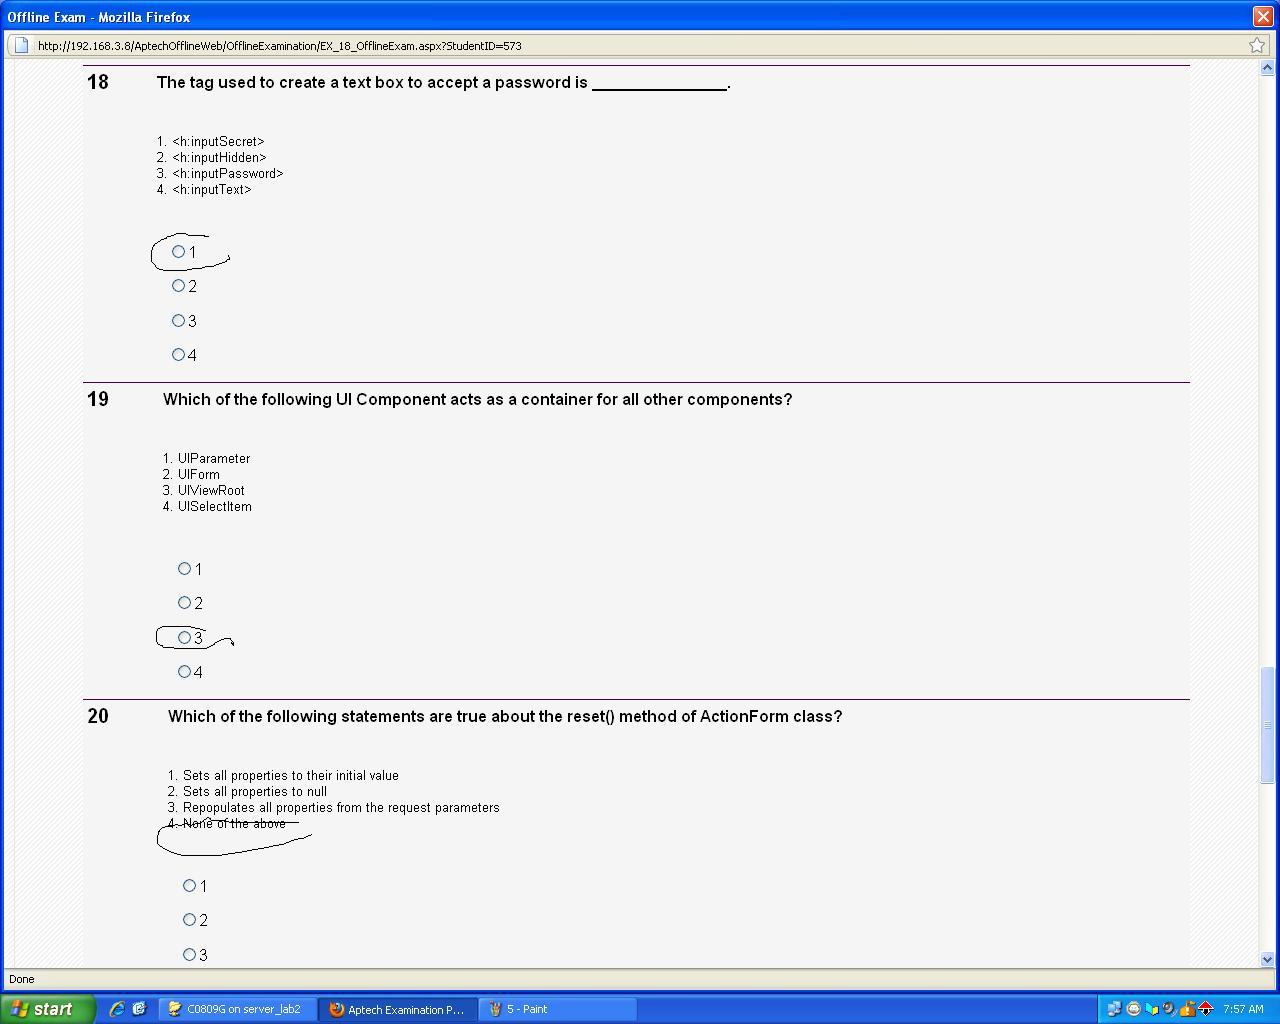 Offline Exam - Mozilla Firefox
http://192.168.3.8/AptechOfflineWeb/OfflineExamination/EX_18_OfflineExam.aspx?StudentID=573
18 The tag used to create a text box to accept a password is ________________.
1. <h:inputSecret>
2. <h:inputHidden>
3. <h:inputPassword>
4. <h:inputText>
1
2
3
4
19 Which of the following UI Component acts as a container for all other components?
1. UIParameter
2. UIForm
3. UIViewRoot
4. UISelectItem
1
2
3
4
20 Which of the following statements are true about the reset() method of ActionForm class?
1. Sets all properties to their initial value
2. Sets all properties to null
3. Repopulates all properties from the request parameters
4. None of the above
1
2
3
Done
start C0809G on server_lab2 Aptech Examination P... 5 - Paint 7:57 AM